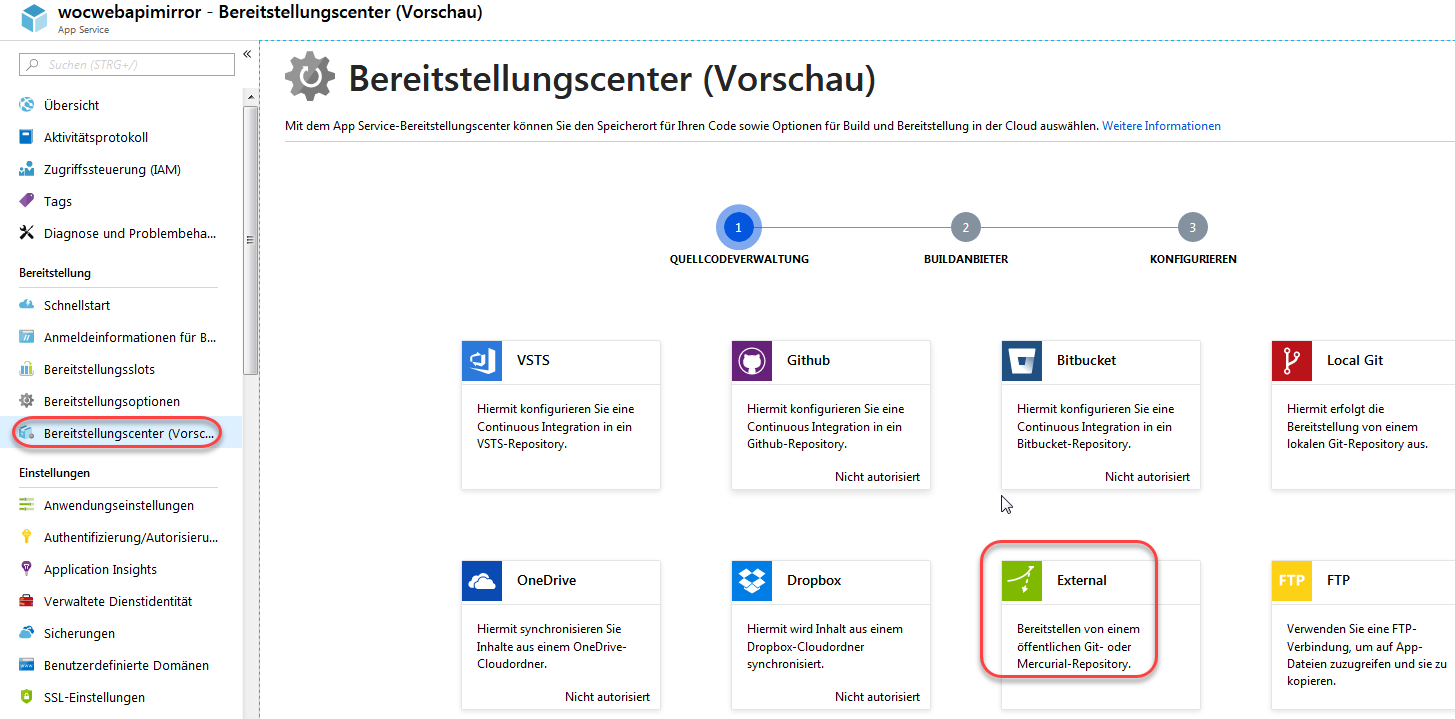 wocwebapimirror - Bereitstellungscenter (Vorschau)
App Service
Suchen (STRG+/)
«
Übersicht
Aktivitätsprotokoll
Zugriffssteuerung (IAM)
Tags
Diagnose und Problembeha...
Bereitstellung
Schnellstart
Anmeldeinformationen für B...
Bereitstellungsslots
Bereitstellungsoptionen
Bereitstellungscenter (Vorsc...
Einstellungen
Anwendungseinstellungen
Authentifizierung/Autorisieru...
Application Insights
Verwaltete Dienstidentität
Sicherungen
Benutzerdefinierte Domänen
SSL-Einstellungen
Bereitstellungscenter (Vorschau)
Mit dem App Service-Bereitstellungscenter können Sie den Speicherort für Ihren Code sowie Optionen für Build und Bereitstellung in der Cloud auswählen. Weitere Informationen
1
QUELLCODEVERWALTUNG
2
BUILDANBIETER
3
KONFIGURIEREN
VSTS
Hiermit konfigurieren Sie eine
Continuous Integration in ein
VSTS-Repository.
Github
Hiermit konfigurieren Sie eine
Continuous Integration in ein
Github-Repository.
Nicht autorisiert
Bitbucket
Hiermit konfigurieren Sie eine
Continuous Integration in ein
Bitbucket-Repository.
Nicht autorisiert
Local Git
Hiermit erfolgt die
Bereitstellung von einem
lokalen Git-Repository aus.
OneDrive
Hiermit synchronisieren Sie
Inhalte aus einem OneDrive-
Cloudordner.
Nicht autorisiert
Dropbox
Hiermit wird Inhalt aus einem
Dropbox-Cloudordner
synchronisiert.
Nicht autorisiert
External
Bereitstellen von einem
öffentlichen Git- oder
Mercurial-Repository.
FTP
FTP
Verwenden Sie eine FTP-
Verbindung, um auf App-
Dateien zuzugreifen und sie zu
kopieren.